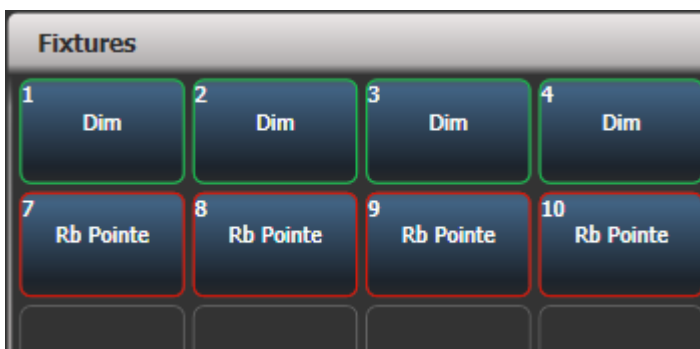 Fixtures
1 2 3 4
Dim Dim Dim Dim
7 8 9 10
Rb Pointe Rb Pointe Rb Pointe Rb Pointe